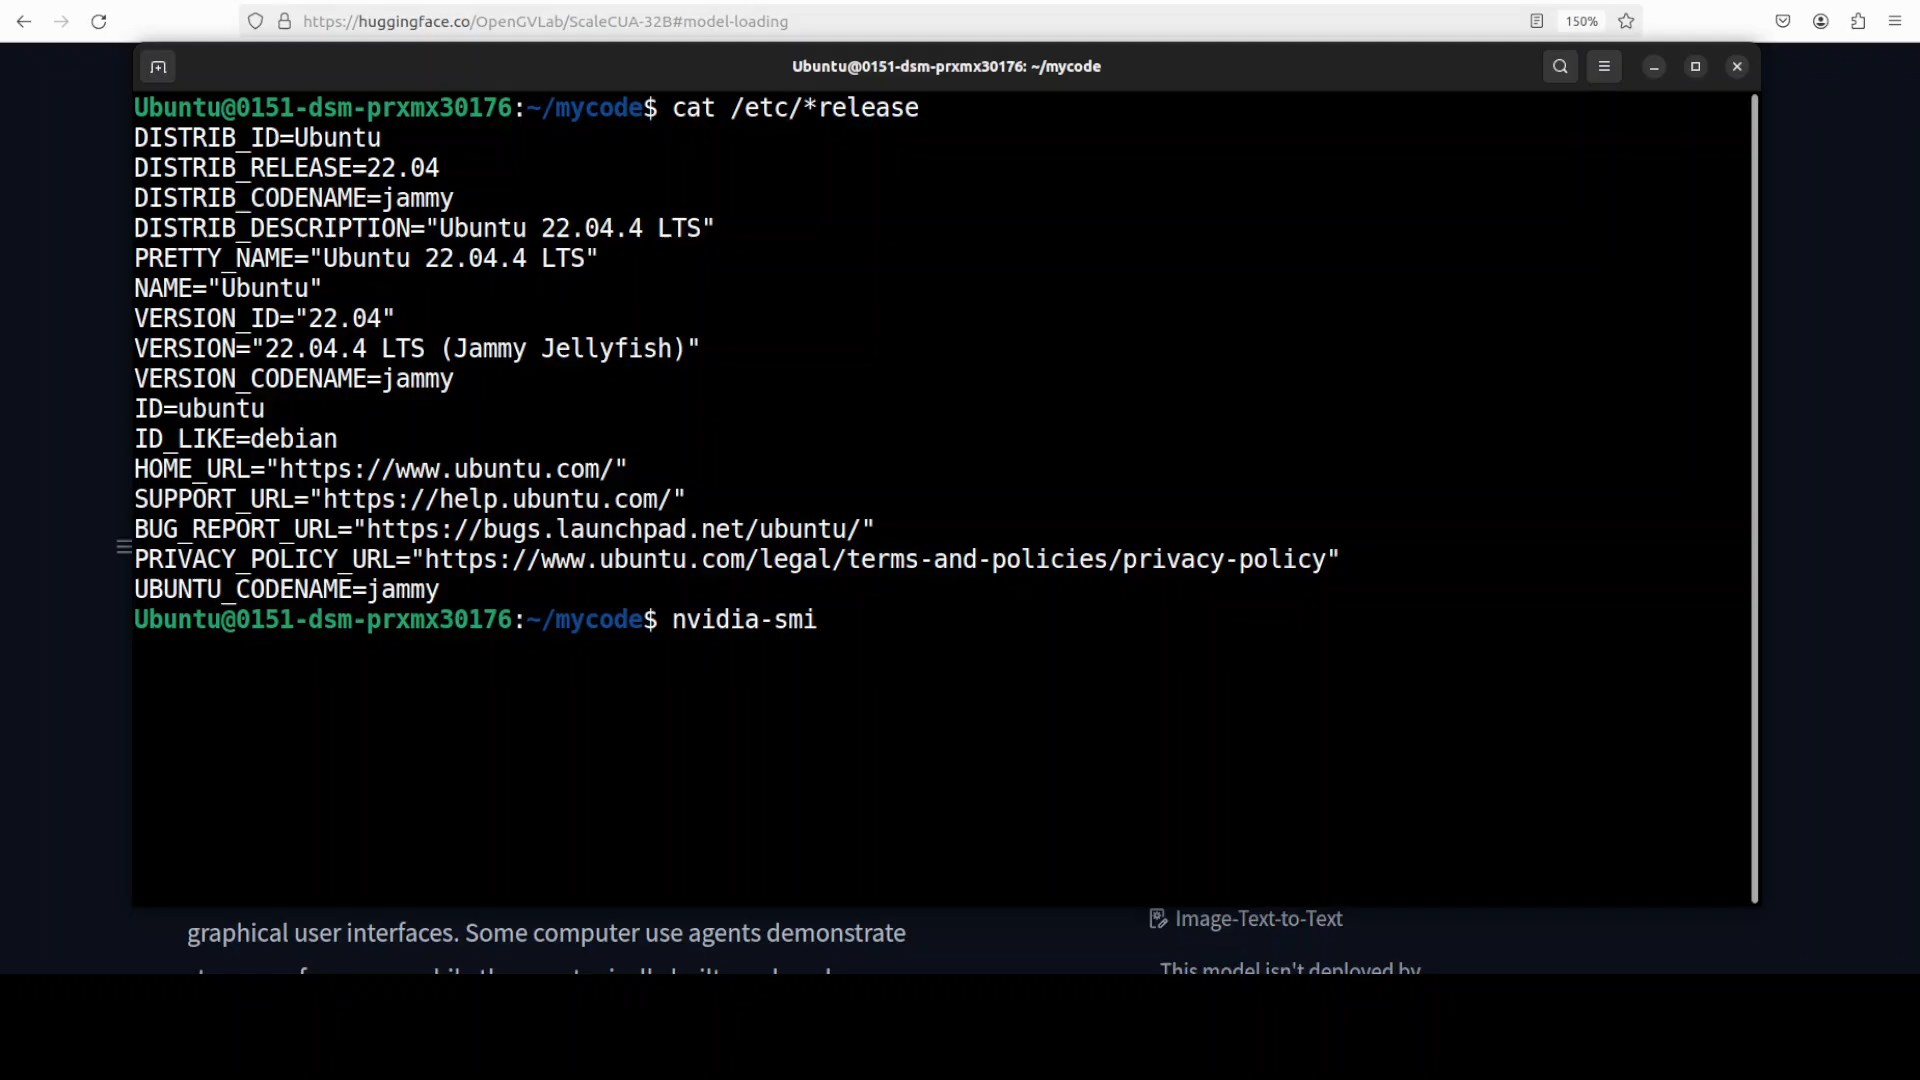 https://huggingface.co/OpenGVLab/ScaleCUA-32B#model-loading
150%
Ubuntu@0151-dsm-prxmx30176: ~/mycode
Ubuntu@0151-dsm-prxmx30176:~/mycode$ cat /etc/*release
DISTRIB_ID=Ubuntu
DISTRIB_RELEASE=22.04
DISTRIB_CODENAME=jammy
DISTRIB_DESCRIPTION="Ubuntu 22.04.4 LTS"
PRETTY_NAME="Ubuntu 22.04.4 LTS"
NAME="Ubuntu"
VERSION_ID="22.04"
VERSION="22.04.4 LTS (Jammy Jellyfish)"
VERSION_CODENAME=jammy
ID=ubuntu
ID_LIKE=debian
HOME_URL="https://www.ubuntu.com/"
SUPPORT_URL="https://help.ubuntu.com/"
BUG_REPORT_URL="https://bugs.launchpad.net/ubuntu/"
PRIVACY_POLICY_URL="https://www.ubuntu.com/legal/terms-and-policies/privacy-policy"
UBUNTU_CODENAME=jammy
Ubuntu@0151-dsm-prxmx30176:~/mycode$ nvidia-smi
Image-Text-to-Text
graphical user interfaces. Some computer use agents demonstrate
This model isn't deployed by